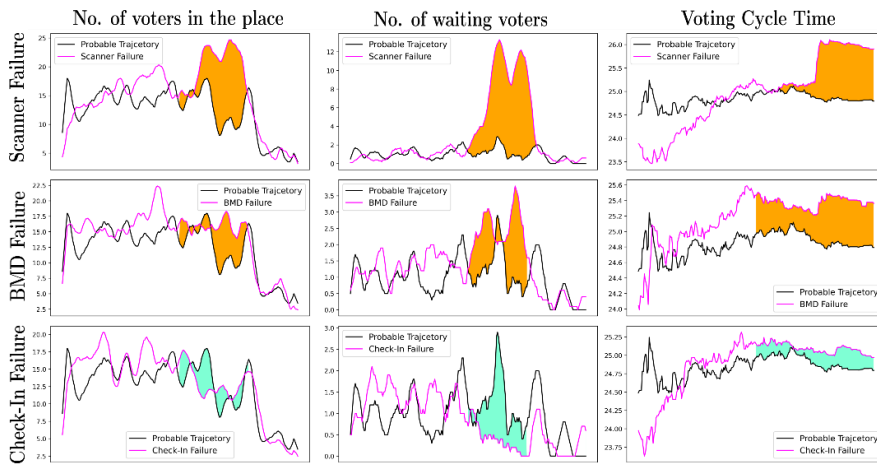 No. of voters in the place
No. of waiting voters
Voting Cycle Time
Scanner Failure
Probable Trajcetory
Scanner Failure
25
20
15
10
5
Probable Trajcetory
Scanner Failure
12
10
8
6
4
2
0
Probable Trajcetory
Scanner Failure
26.0
25.5
25.0
24.5
24.0
23.5
BMD Failure
Probable Trajcetory
BMD Failure
22.5
20.0
17.5
15.0
12.5
10.0
7.5
5.0
2.5
Probable Trajcetory
BMD Failure
3.5
3.0
2.5
2.0
1.5
1.0
0.5
0.0
Probable Trajcetory
BMD Failure
25.6
25.4
25.2
25.0
24.8
24.6
24.4
24.2
24.0
Check-In Failure
Probable Trajcetory
Check-In Failure
20.0
17.5
15.0
12.5
10.0
7.5
5.0
2.5
Probable Trajcetory
Check-In Failure
3.0
2.5
2.0
1.5
1.0
0.5
0.0
Probable Trajcetory
Check-In Failure
25.25
25.00
24.75
24.50
24.25
24.00
23.75